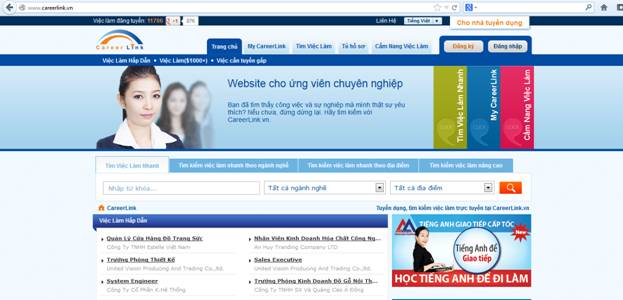 www.careerlink.vn
Việc làm đang tuyển: 11706
+1
376
Liên Hệ
Tiếng Việt
Cho nhà tuyển dụng
CareerLink
Trang chủ
My CareerLink
Tìm Việc Làm
Tủ hồ sơ
Cẩm Nang Việc Làm
Đăng ký
Đăng nhập
Việc Làm Hấp Dẫn • Việc Làm($1000+) • Việc cần tuyển gấp
Website cho ứng viên chuyên nghiệp
Bạn đã tìm thấy công việc và sự nghiệp mà mình thật sự yêu
thích? Nếu chưa, đừng dừng lại. Hãy tìm kiếm với
CareerLink.vn.
Tìm Việc Làm Nhanh
My CareerLink
Cẩm Nang Việc Làm
Tìm Việc Làm Nhanh
Tìm kiếm việc làm nhanh theo ngành nghề
Tìm kiếm việc làm nhanh theo địa điểm
Tìm kiếm việc làm nâng cao
Nhập từ khóa...
Tất cả ngành nghề
Tất cả địa điểm
CareerLink
Tuyển dụng, tìm kiếm việc làm trực tuyến tại CareerLink.vn
Việc Làm Hấp Dẫn
Quản Lý Cửa Hàng Đồ Trang Sức
Công Ty TNHH Estelle Việt Nam
Trưởng Phòng Thiết Kế
United Vision Producing And Trading Co.,ltd.
System Engineer
Công Ty Cổ Phần K.Hệ Thống
Nhân Viên Kinh Doanh Hóa Chất Công Ng...
An Huy Tranding Company LTD
Sales Executive
United Vision Producing And Trading Co.,ltd.
Trưởng Phòng Kinh Doanh Đồ Gỗ Nội Th...
Công Ty TNHH SX Và Quảng Cáo Á Đông
TIẾNG ANH GIAO TIẾP CẤP TỐC
New
Tiếng Anh để
Giao tiếp
HỌC TIẾNG ANH ĐỂ ĐI LÀM